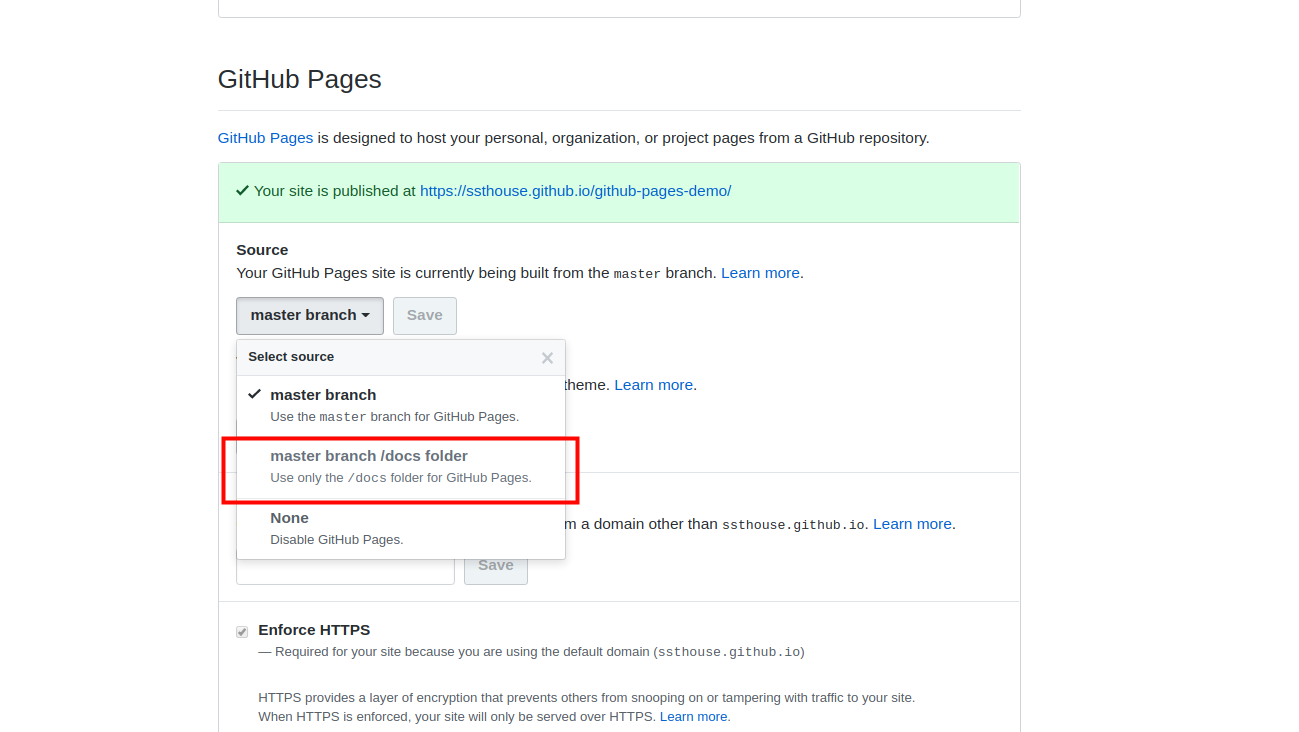 GitHub Pages
GitHub Pages is designed to host your personal, organization, or project pages from a GitHub repository.
Your site is published at https://ssthouse.github.io/github-pages-demo/
Source
Your GitHub Pages site is currently being built from the master branch. Learn more.
master branch Save
Select source
theme. Learn more.
master branch
Use the master branch for GitHub Pages.
master branch /docs folder
Use only the /docs folder for GitHub Pages.
None
m a domain other than ssthouse.github.io. Learn more.
Disable GitHub Pages.
Save
Enforce HTTPS
— Required for your site because you are using the default domain (ssthouse.github.io)
HTTPS provides a layer of encryption that prevents others from snooping on or tampering with traffic to your site.
When HTTPS is enforced, your site will only be served over HTTPS. Learn more.